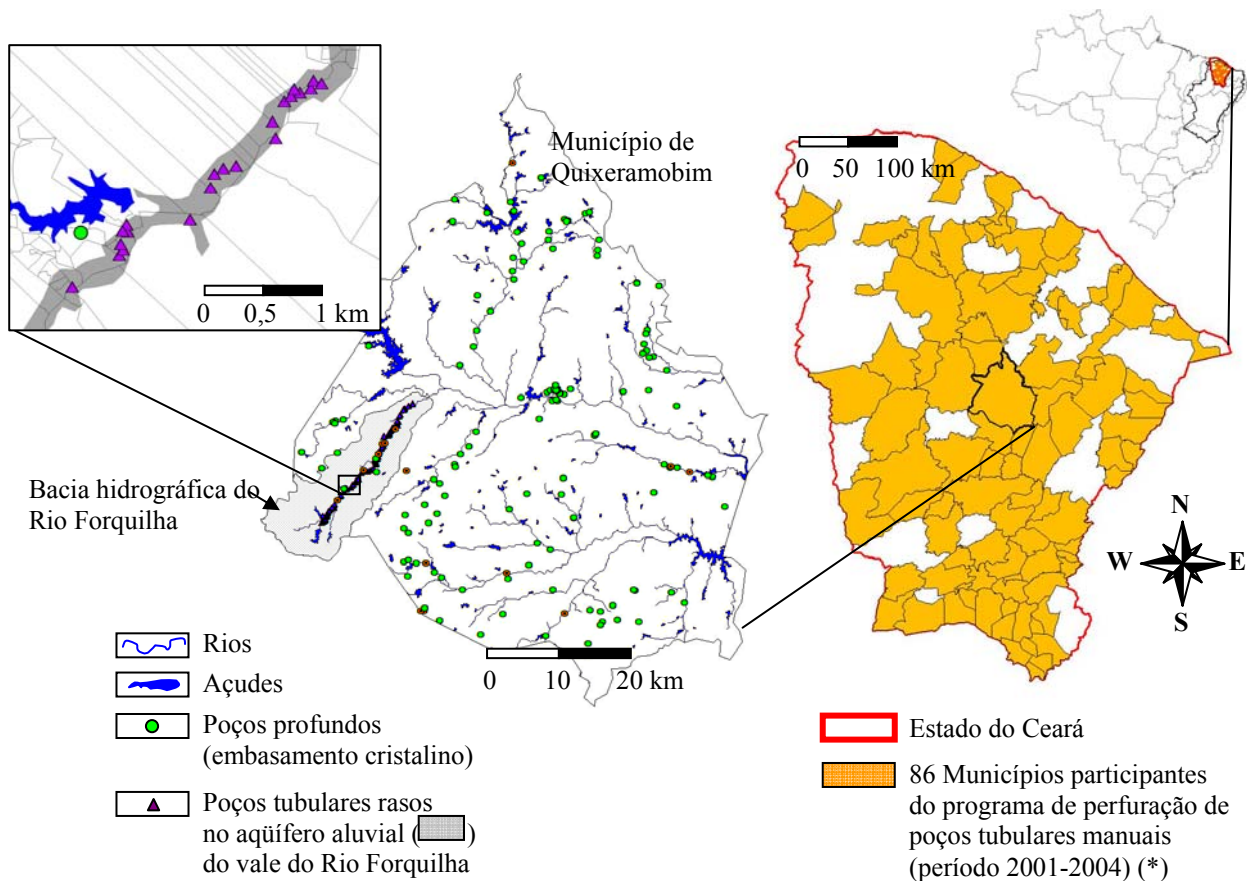 0 0,5 1 km
Município de
Quixeramobim
0 50 100 km
Bacia hidrográfica do
Rio Forquilha
N
W E
S
0 10 20 km
Rios
Açudes
Poços profundos
(embasamento cristalino)
Poços tubulares rasos
no aqüífero aluvial ( )
do vale do Rio Forquilha
Estado do Ceará
86 Municípios participantes
do programa de perfuração de
poços tubulares manuais
(período 2001-2004) (*)